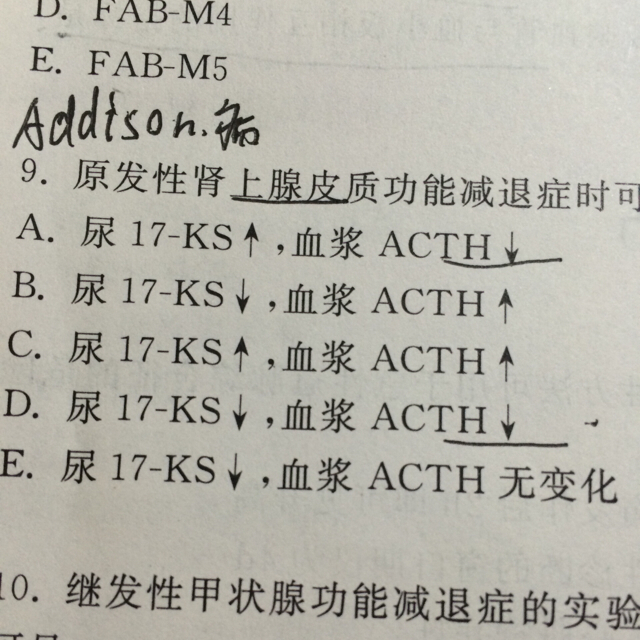 D. FAB-M4
E. FAB-M5
Addison.病
9. 原发性肾上腺皮质功能减退症时可
A. 尿 17-KS↑,血浆 ACTH↓
B. 尿 17-KS↓,血浆 ACTH↑
C. 尿 17-KS↑,血浆 ACTH↑
D. 尿 17-KS↓,血浆 ACTH↓
E. 尿 17-KS↓,血浆 ACTH 无变化
10. 继发性甲状腺功能减退症的实验